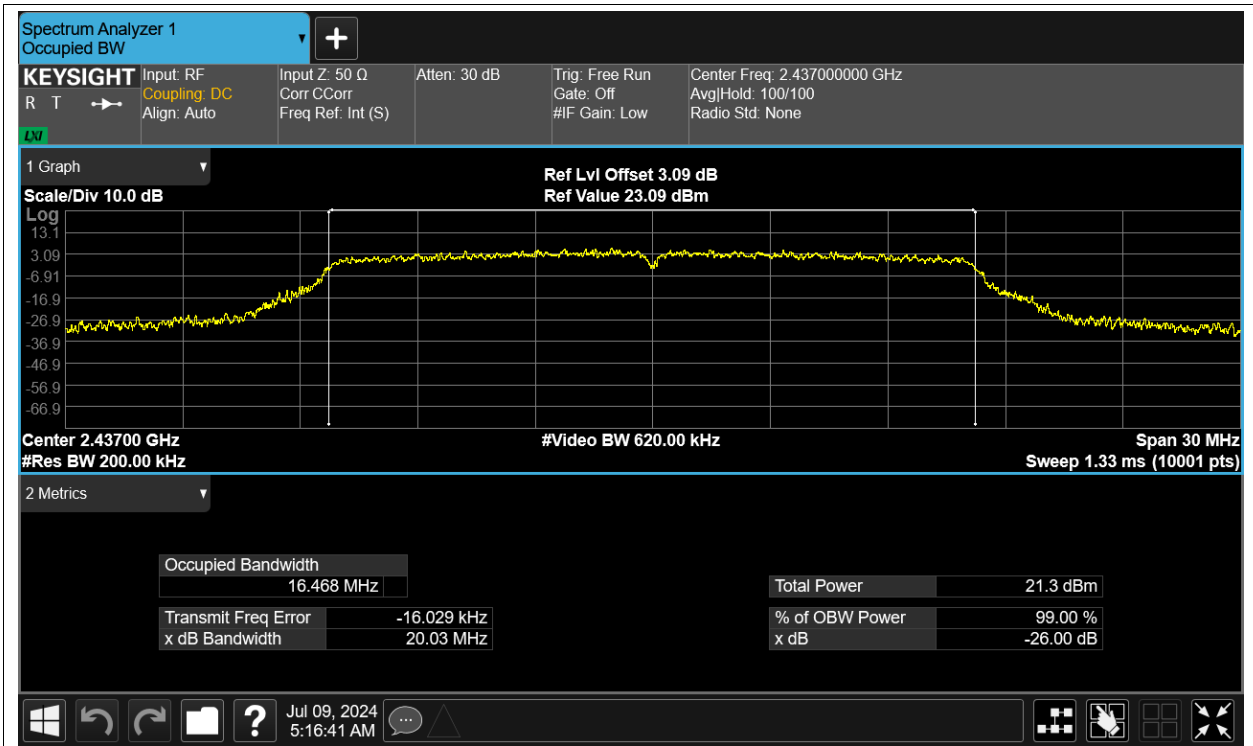 Spectrum Analyzer 1
Occupied BW
KEYSIGHT
R T
LXI
Input: RF
Coupling: DC
Align: Auto
Input Z: 50 Ω
Corr CCorr
Freq Ref: Int (S)
Atten: 30 dB
Trig: Free Run
Gate: Off
#IF Gain: Low
Center Freq: 2.437000000 GHz
Avg|Hold: 100/100
Radio Std: None
1 Graph
Scale/Div 10.0 dB
Ref Lvl Offset 3.09 dB
Ref Value 23.09 dBm
Log
13.1
3.09
-6.91
-16.9
-26.9
-36.9
-46.9
-56.9
-66.9
Center 2.43700 GHz
#Video BW 620.00 kHz
Span 30 MHz
#Res BW 200.00 kHz
Sweep 1.33 ms (10001 pts)
2 Metrics
Occupied Bandwidth
16.468 MHz
Total Power 21.3 dBm
Transmit Freq Error -16.029 kHz
% of OBW Power 99.00 %
x dB Bandwidth 20.03 MHz
x dB -26.00 dB
?
Jul 09, 2024
5:16:41 AM